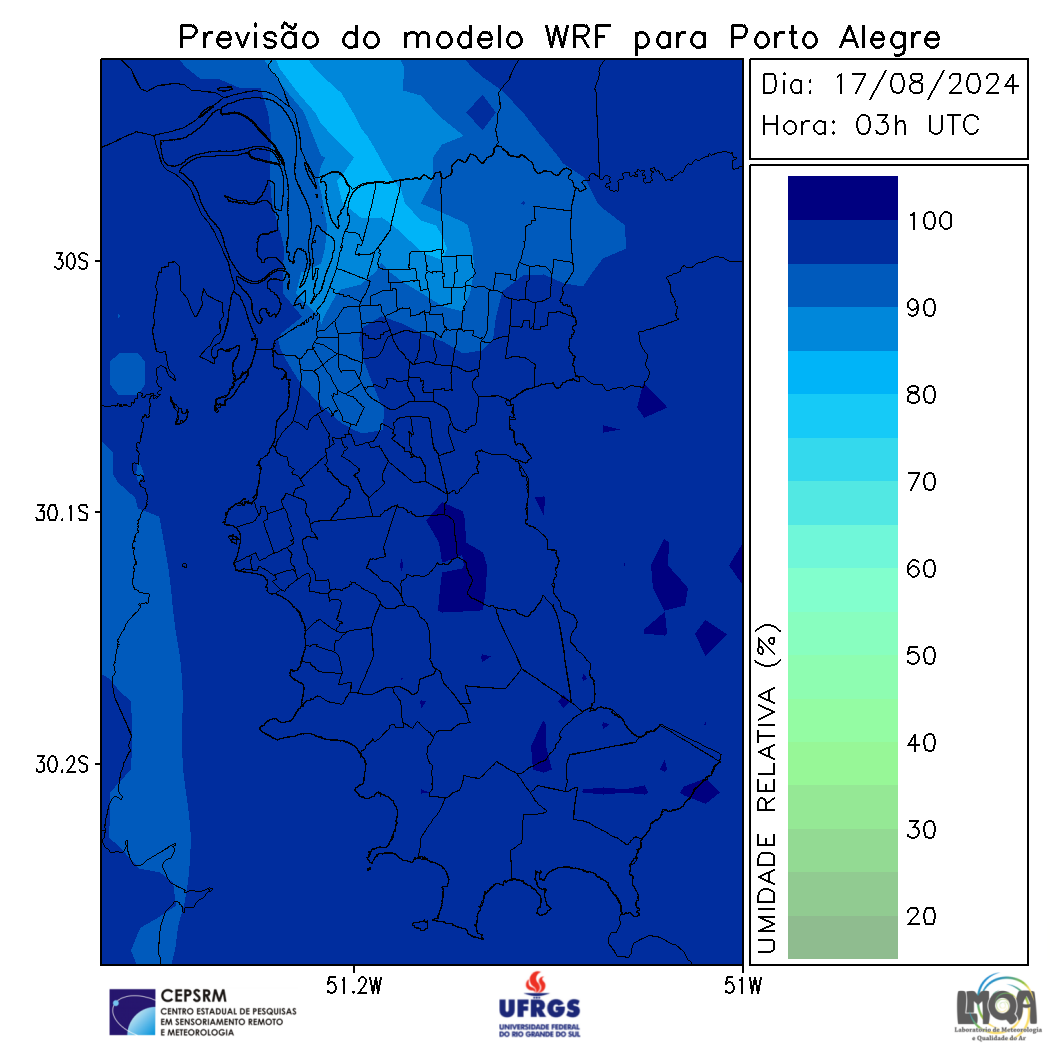 Previsão do modelo WRF para Porto Alegre
Dia: 17/08/2024
Hora: 03h UTC
30S
30.1S
30.2S
51.2W
51W
100
90
80
70
60
50
40
30
20
UMIDADE RELATIVA (%)
CEPSRM
CENTRO ESTADUAL DE PESQUISAS
EM SENSORIAMENTO REMOTO
E METEOROLOGIA
UFRGS
UNIVERSIDADE FEDERAL
DO RIO GRANDE DO SUL
LMQA
Laboratório de Meteorologia
e Qualidade do Ar